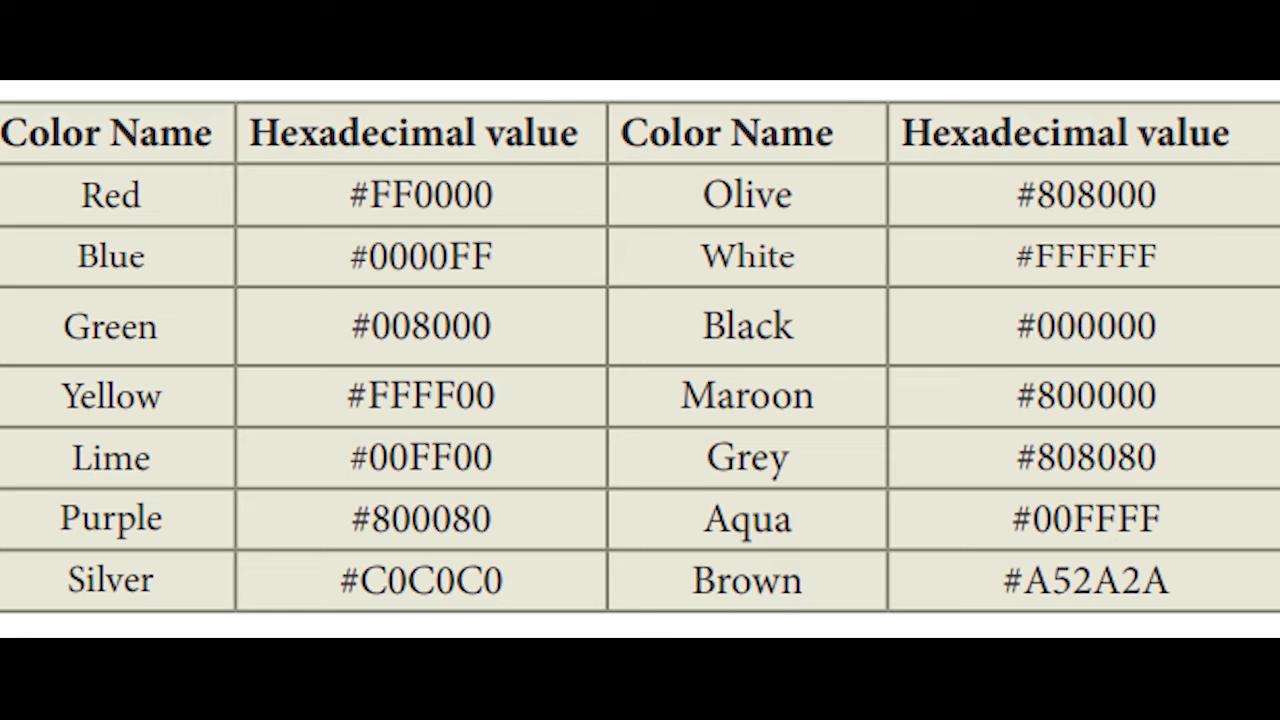 Color Name Hexadecimal value Color Name Hexadecimal value
Red #FF0000 Olive #808000
Blue #0000FF White #FFFFFF
Green #008000 Black #000000
Yellow #FFFF00 Maroon #800000
Lime #00FF00 Grey #808080
Purple #800080 Aqua #00FFFF
Silver #C0C0C0 Brown #A52A2A